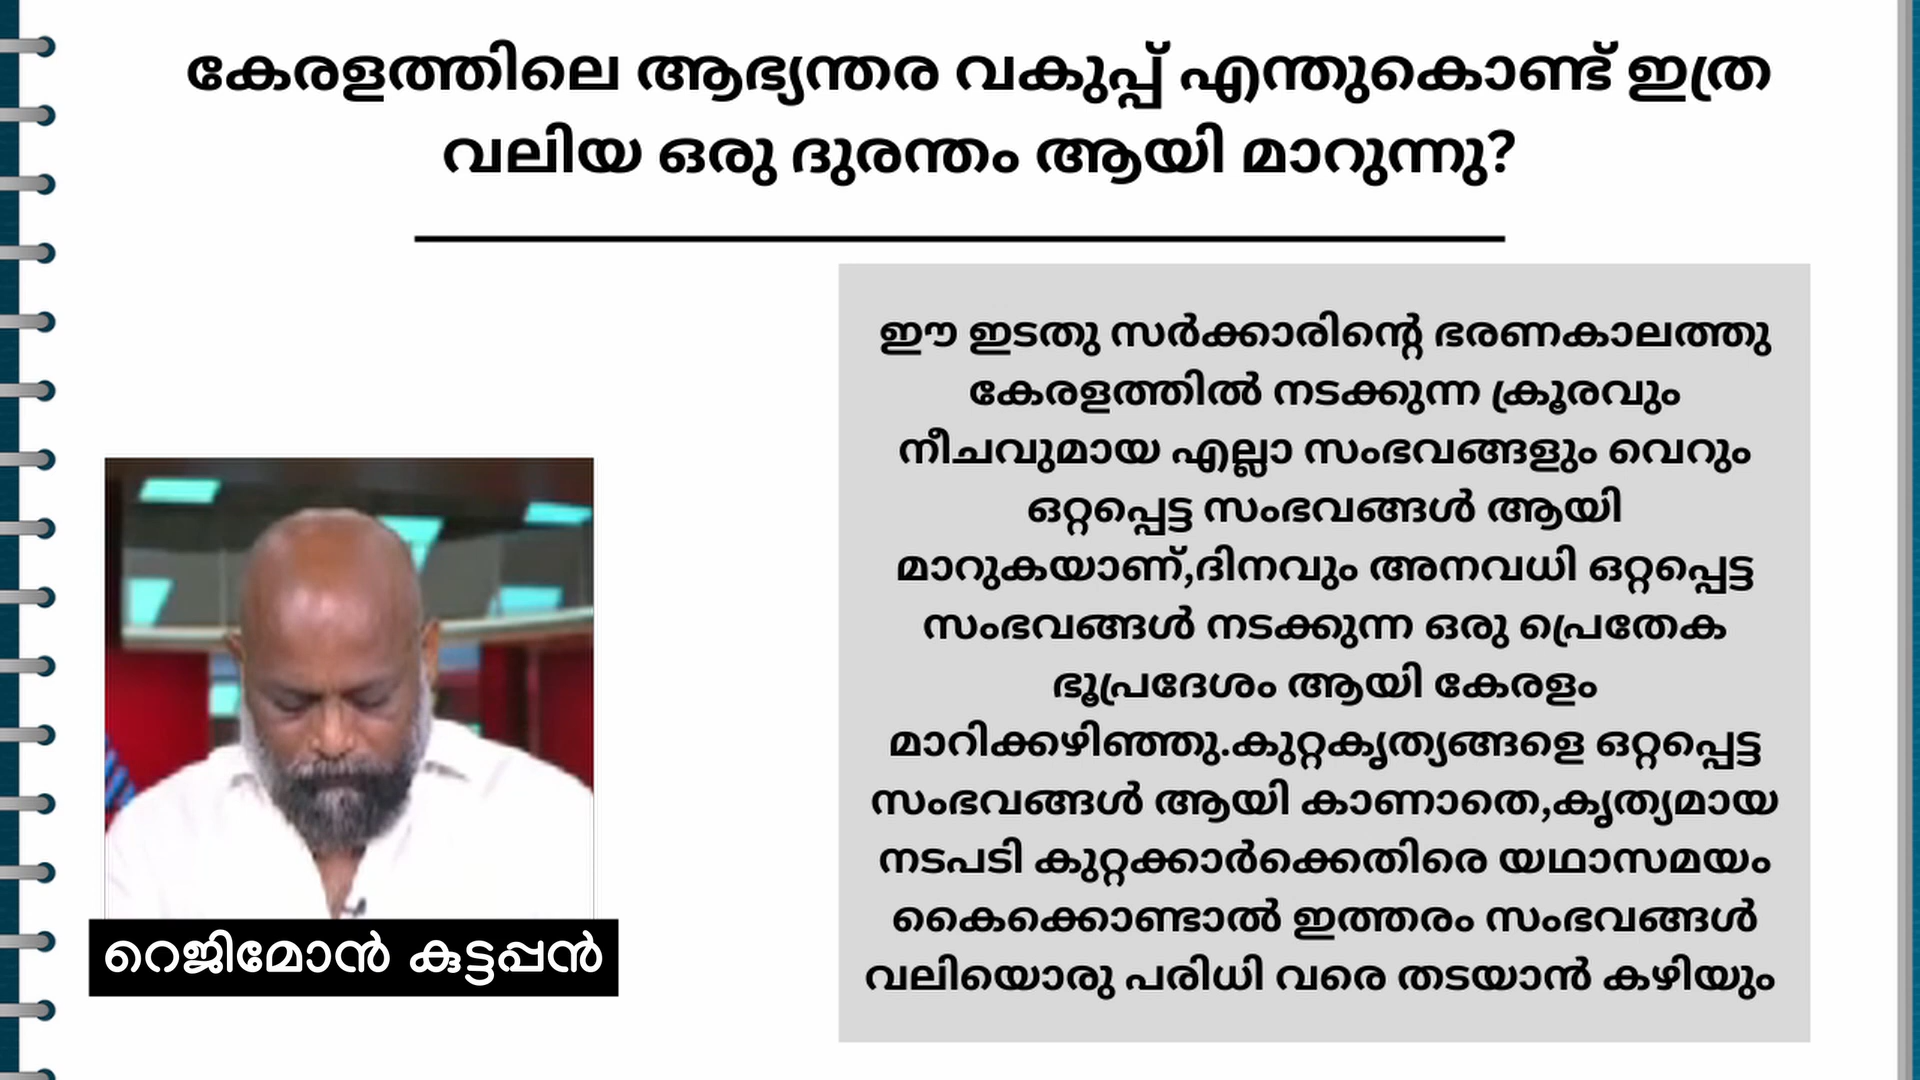 കേരളത്തിലെ ആഭ്യന്തര വകുപ്പ് എന്തുകൊണ്ട് ഇത്ര
വലിയ ഒരു ദുരന്തം ആയി മാറുന്നു?
ഈ ഇടതു സർക്കാരിന്റെ ഭരണകാലത്തു
കേരളത്തിൽ നടക്കുന്ന ക്രൂരവും
നീചവുമായ എല്ലാ സംഭവങ്ങളും വെറും
ഒറ്റപ്പെട്ട സംഭവങ്ങൾ ആയി
മാറുകയാണ്,ദിനവും അനവധി ഒറ്റപ്പെട്ട
സംഭവങ്ങൾ നടക്കുന്ന ഒരു പ്രെതേക
ഭൂപ്രദേശം ആയി കേരളം
മാറിക്കഴിഞ്ഞു.കുറ്റകൃത്യങ്ങളെ ഒറ്റപ്പെട്ട
സംഭവങ്ങൾ ആയി കാണാതെ,കൃത്യമായ
നടപടി കുറ്റക്കാർക്കെതിരെ യഥാസമയം
കൈക്കൊണ്ടാൽ ഇത്തരം സംഭവങ്ങൾ
വലിയൊരു പരിധി വരെ തടയാൻ കഴിയും
റെജിമോൻ കുട്ടപ്പൻ